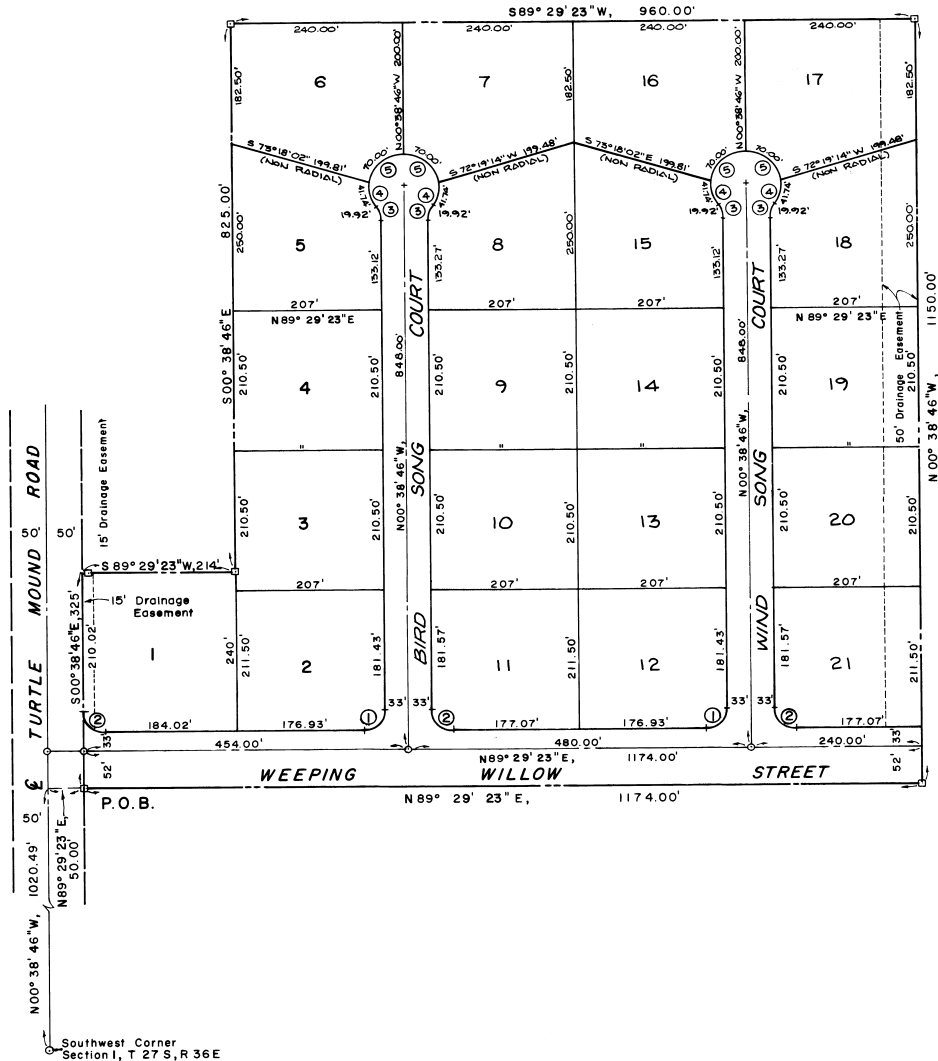 S89° 29' 23"W, 960.00'
240.00' 240.00' 240.00' 240.00'
182.50' 6 N00° 38' 46"W 200.00' 7 182.50' 16 N00° 38' 46"W 200.00' 17 182.50'
S 73° 18' 02" 199.81'
(NON RADIAL)
70.00' 70.00'
S 72° 19' 14" W 199.48'
(NON RADIAL)
S 73° 18' 02" E 199.81'
(NON RADIAL)
70.00' 70.00'
S 72° 19' 14" W 199.48'
(NON RADIAL)
5 5 5 5
4 4 4 4
41.74' 41.74' 41.74' 41.74'
3 3 3 3
19.92' 19.92' 19.92' 19.92'
825.00'
250.00' 5 133.12' 133.27' 8 250.00' 15 133.12' 133.27' 18 250.00'
1150.00'
N 00° 38' 46"W,
207' 207' 207' 207'
N 89° 29' 23" E N 89° 29' 23" E
S00° 38' 46"E
848.00' 848.00'
N00° 38' 46"W, N00° 38' 46"W,
210.50' 4 210.50' 210.50' 9 210.50' 14 210.50' 210.50' 19 210.50'
50' Drainage Easement
" " " "
BIRD SONG COURT
WIND SONG COURT
210.50' 3 210.50' 210.50' 10 210.50' 13 210.50' 210.50' 20 210.50'
207' 207' 207'
TURTLE MOUND ROAD
50' 50'
15' Drainage Easement
S 89° 29' 23" W, 214'
15' Drainage
Easement
S00° 38' 46"E, 325'
210.02'
1
240'
211.50' 2 181.43' 181.57' 11 211.50' 12 181.43' 181.57' 21 211.50'
33' 33' 33' 33'
2 1 2 1 2
184.02' 176.93' 177.07' 176.93' 177.07'
33' 33'
454.00' 480.00' 240.00'
N89° 29' 23" E, 1174.00'
52' 52'
WEEPING WILLOW STREET
P.O.B.
N 89° 29' 23" E, 1174.00'
℄
50'
N89° 29' 23" E,
50.00'
1020.49'
N00° 38' 46"W,
Southwest Corner
Section 1, T 27 S, R 36 E